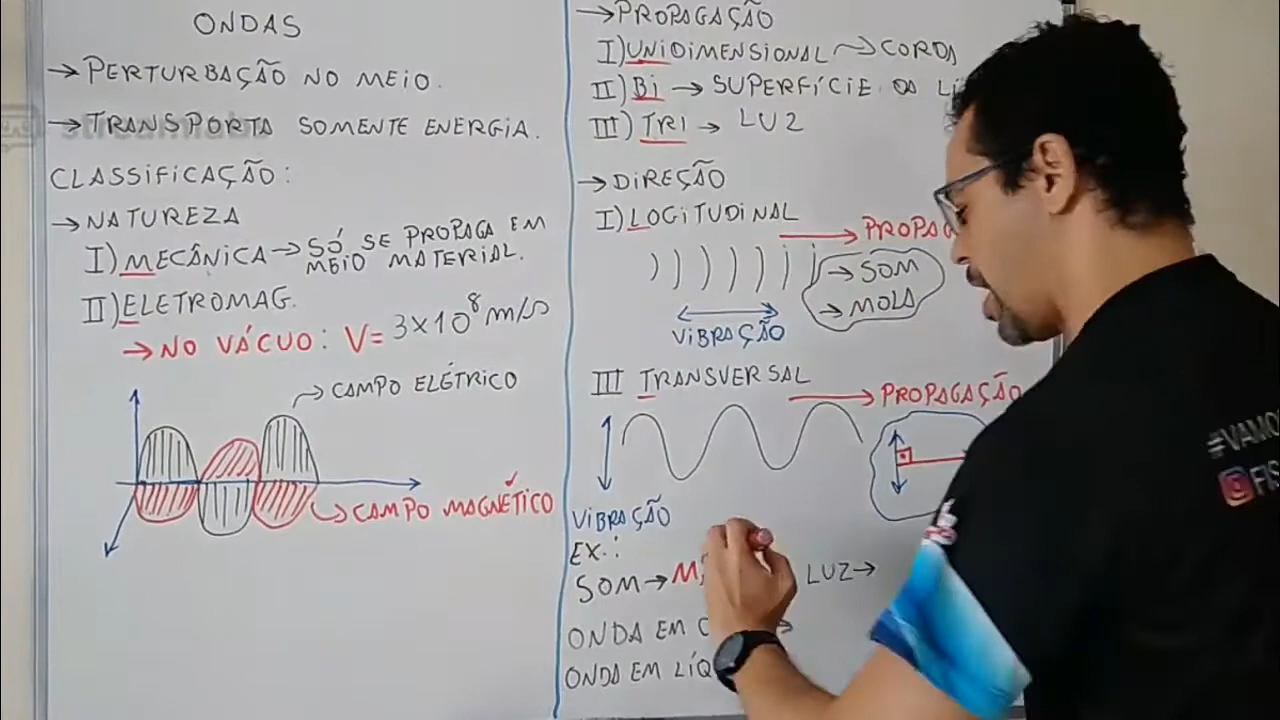 ONDAS
→ PERTURBAÇÃO NO MEIO.
→ TRANSPORTA SOMENTE ENERGIA.
CLASSIFICAÇÃO:
→ NATUREZA
I) MECÂNICA → SÓ SE PROPAGA EM
MEIO MATERIAL.
II) ELETROMAG.
→ NO VÁCUO: V = 3×10⁸ m/s
→ CAMPO ELÉTRICO
→ CAMPO MAGNÉTICO
→ PROPAGAÇÃO
I) UNIDIMENSIONAL → CORDA
II) BI → SUPERFÍCIE
III) TRI → LUZ
→ DIREÇÃO
I) LOGITUDINAL
→ SOM
→ MOLA
VIBRAÇÃO
III TRANSVERSAL
PROPAGAÇÃO
VIBRAÇÃO
EX.:
SOM → LUZ →
ONDA EM
ONDA EM